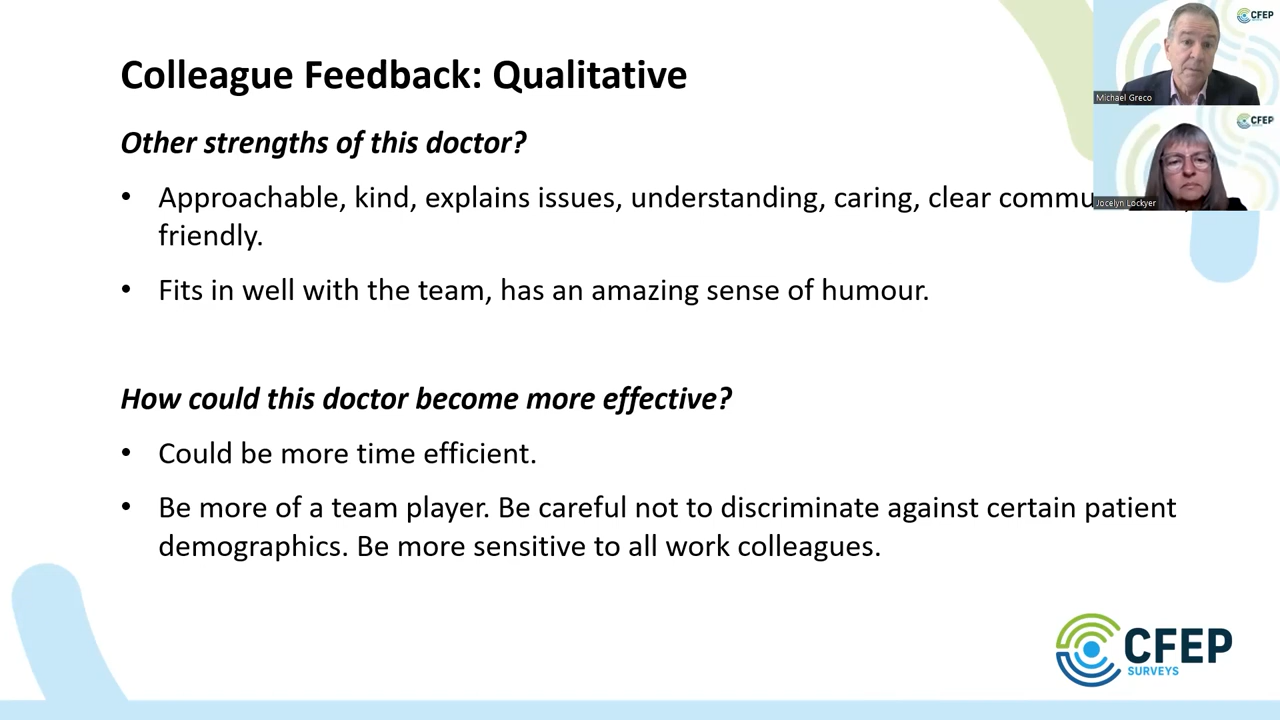 Colleague Feedback: Qualitative
Other strengths of this doctor?
• Approachable, kind, explains issues, understanding, caring, clear
friendly.
• Fits in well with the team, has an amazing sense of humour.
How could this doctor become more effective?
• Could be more time efficient.
• Be more of a team player. Be careful not to discriminate against certain patient
demographics. Be more sensitive to all work colleagues.
CFEP
Michael Greco
CFEP
Jocelyn Lockyer
CFEP
SURVEYS